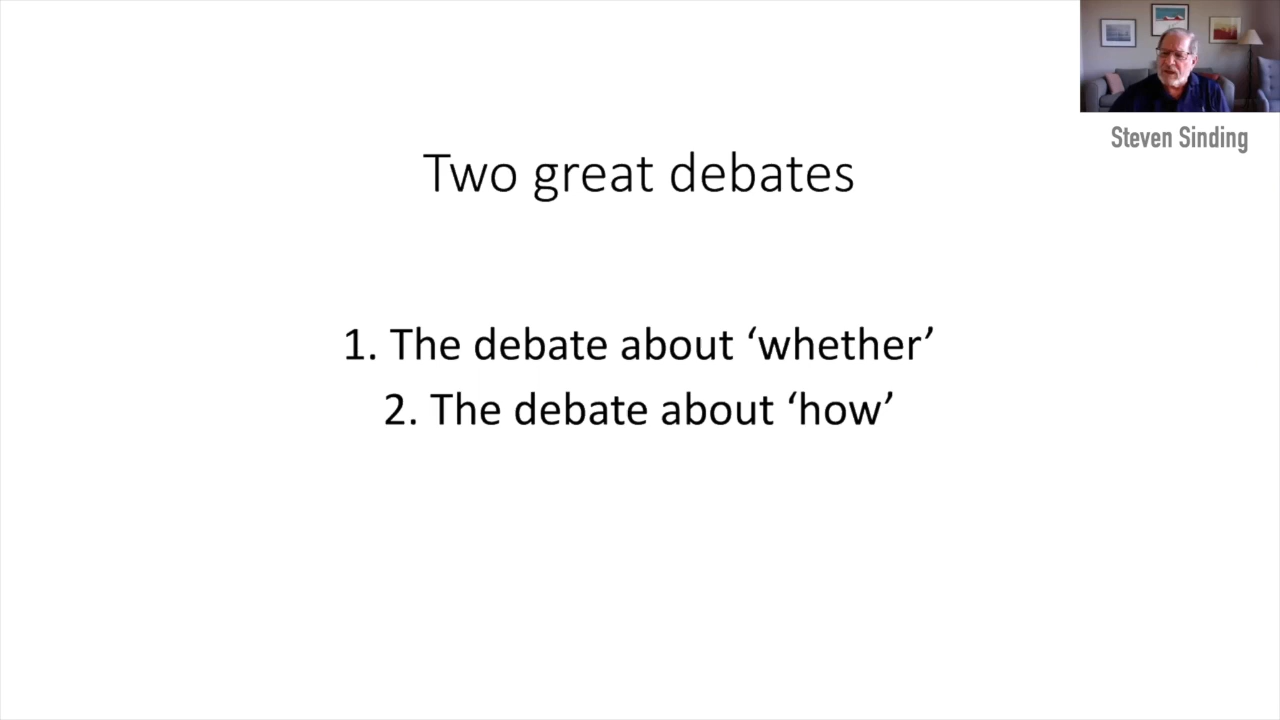 Steven Sinding
Two great debates
1. The debate about ‘whether’
2. The debate about ‘how’